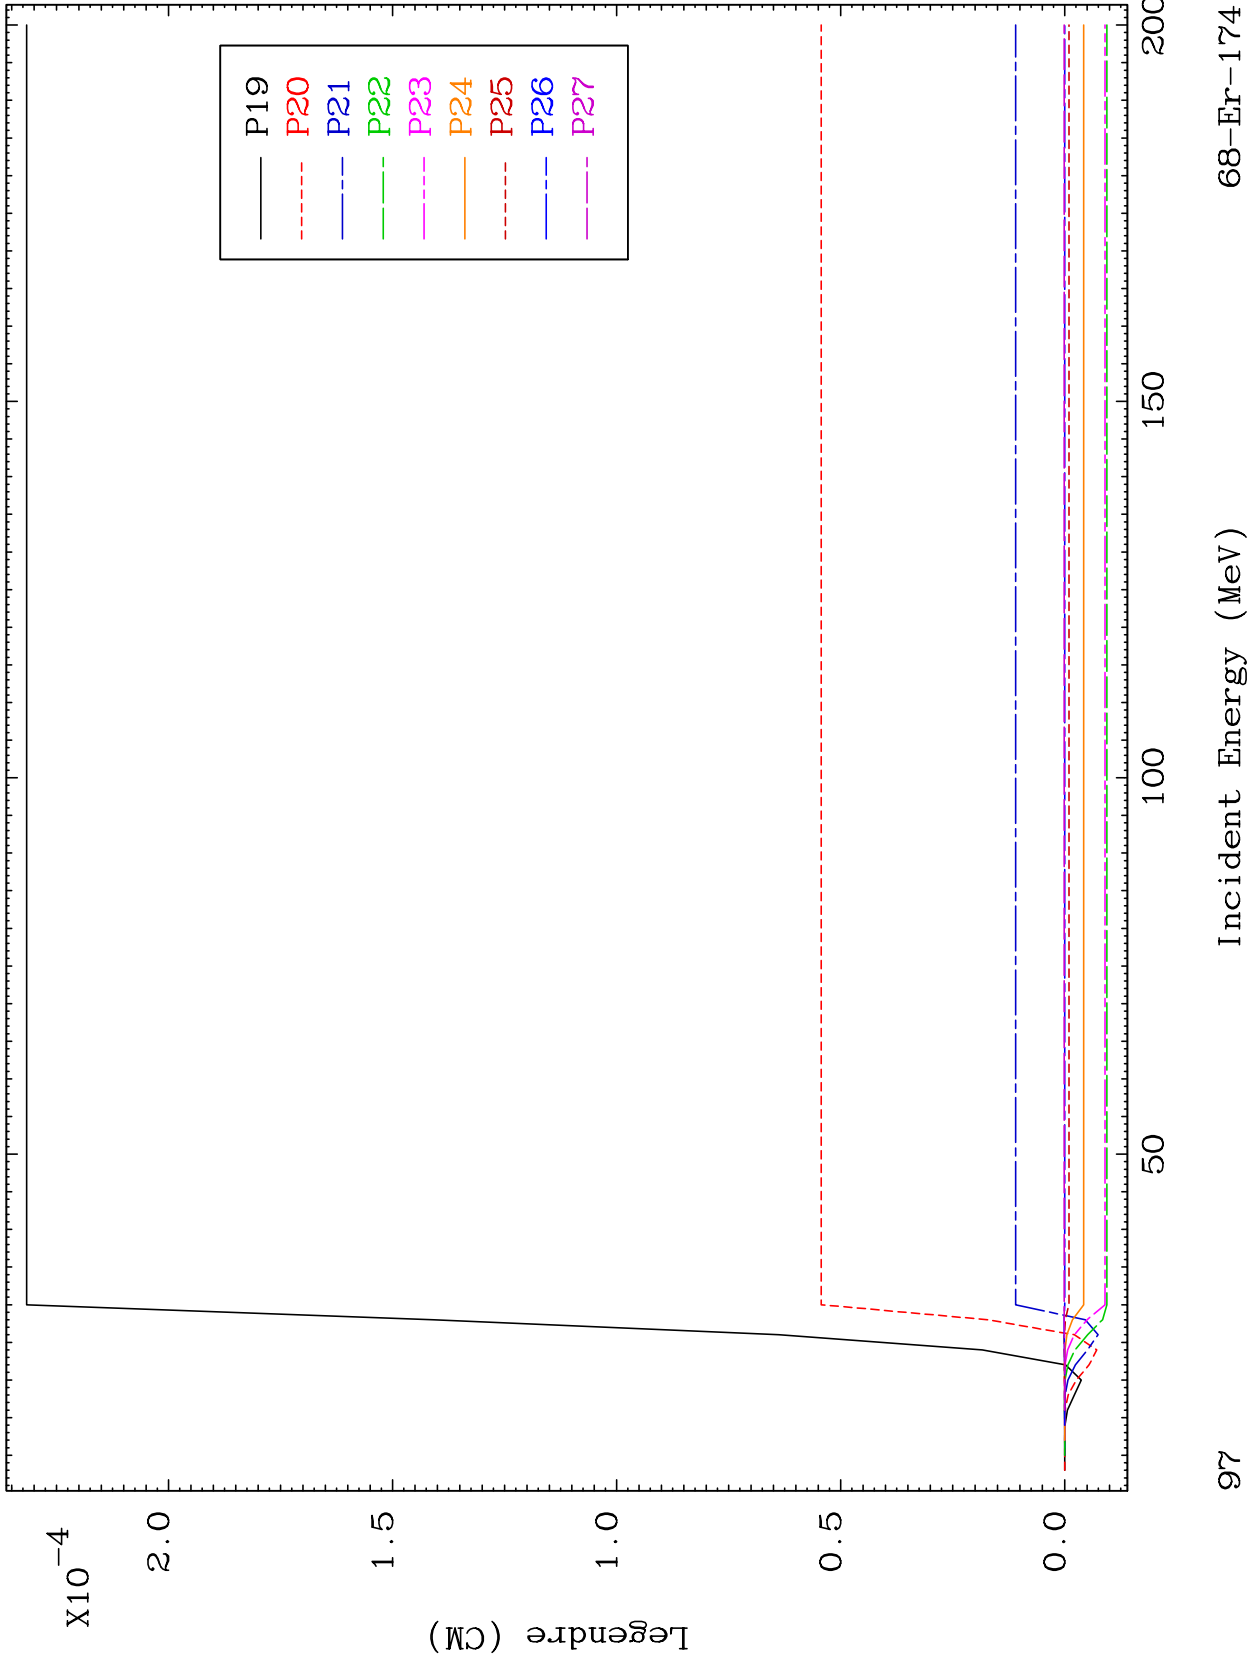 X10-4
2.0
1.5
1.0
0.5
0.0
Legendre (CM)
P19
P20
P21
P22
P23
P24
P25
P26
P27
50
100
150
200
Incident Energy (MeV)
97
68-Er-174